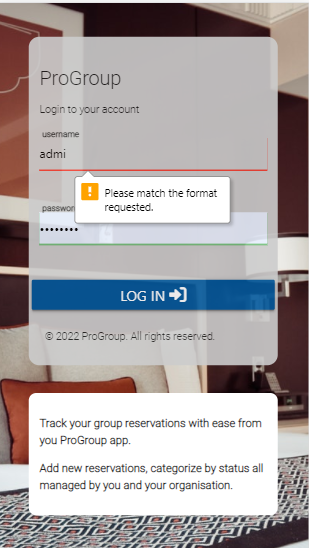 ProGroup
Login to your account
username
admi
Please match the format
requested.
••••••••
LOG IN
© 2022 ProGroup. All rights reserved.
Track your group reservations with ease from
you ProGroup app.
Add new reservations, categorize by status all
managed by you and your organisation.